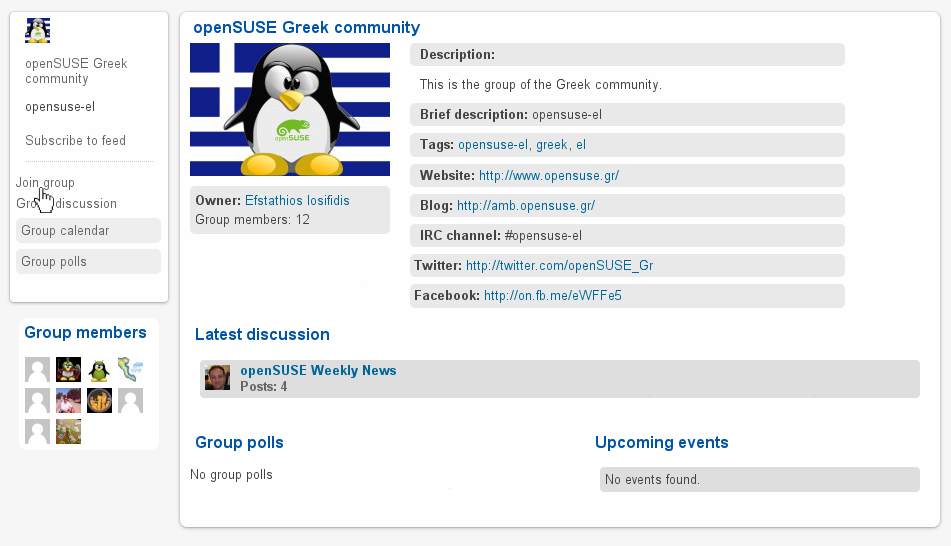 openSUSE Greek
community
opensuse-el
Subscribe to feed
Join group
Group discussion
Group calendar
Group polls
Group members
openSUSE Greek community
openSUSE
Owner: Efstathios Iosifidis
Group members: 12
Description:
This is the group of the Greek community.
Brief description: opensuse-el
Tags: opensuse-el, greek, el
Website: http://www.opensuse.gr/
Blog: http://amb.opensuse.gr/
IRC channel: #opensuse-el
Twitter: http://twitter.com/openSUSE_Gr
Facebook: http://on.fb.me/eWFFe5
Latest discussion
openSUSE Weekly News
Posts: 4
Group polls
No group polls
Upcoming events
No events found.